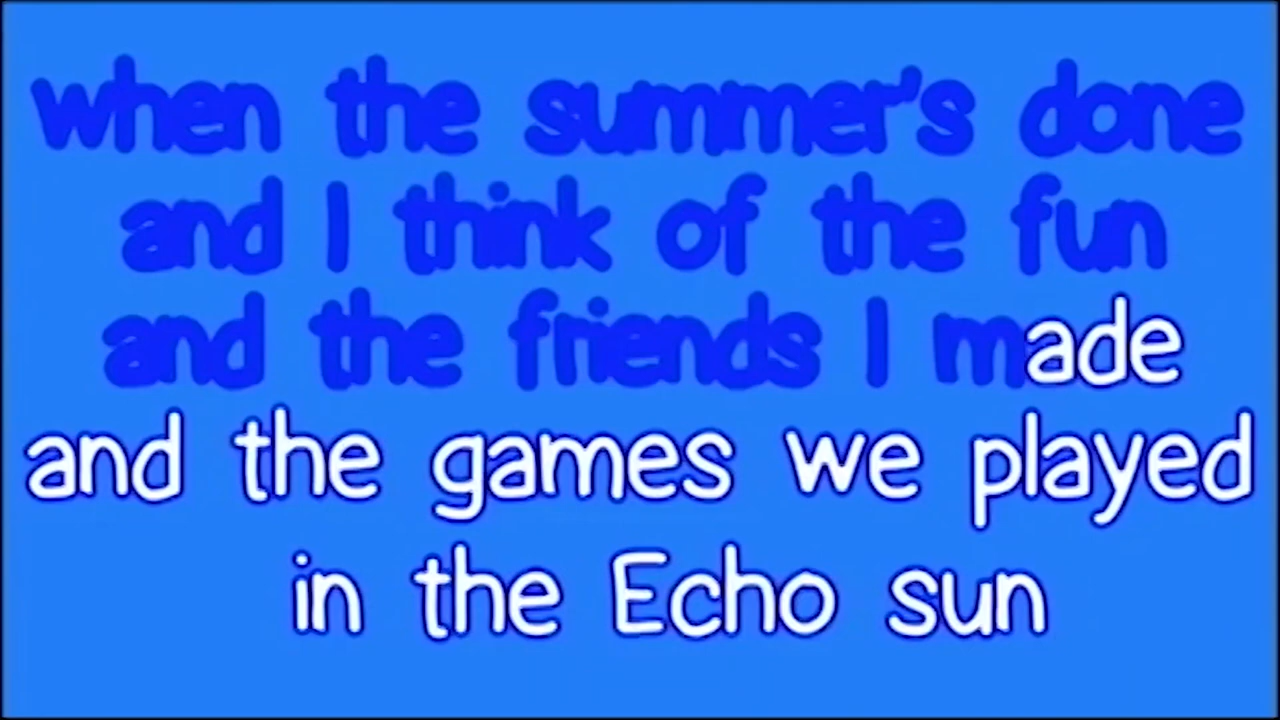 when the summer's done
and I think of the fun
and the friends I made
and the games we played
in the Echo sun